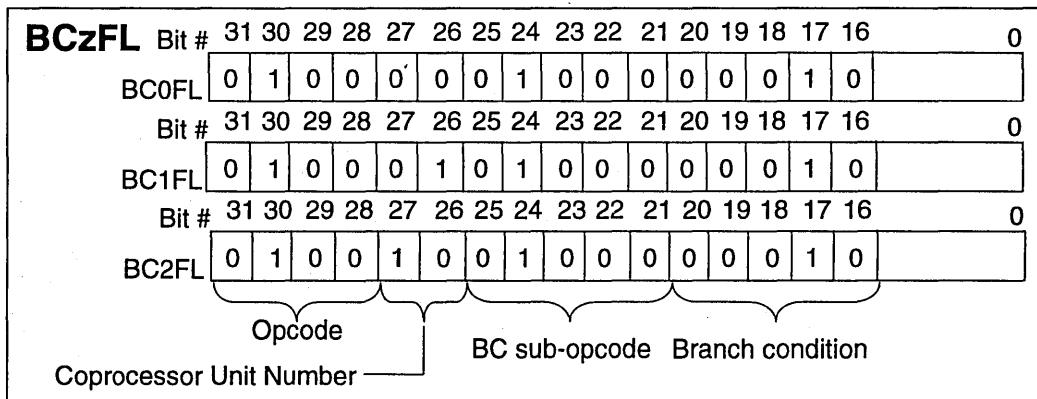 BCzFL Bit # 31 30 29 28 27 26 25 24 23 22 21 20 19 18 17 16 0
BC0FL 0 1 0 0 0 0 0 1 0 0 0 0 0 0 1 0
Bit # 31 30 29 28 27 26 25 24 23 22 21 20 19 18 17 16 0
BC1FL 0 1 0 0 0 1 0 1 0 0 0 0 0 0 1 0
Bit # 31 30 29 28 27 26 25 24 23 22 21 20 19 18 17 16 0
BC2FL 0 1 0 0 1 0 0 1 0 0 0 0 0 0 1 0
Opcode BC sub-opcode Branch condition
Coprocessor Unit Number